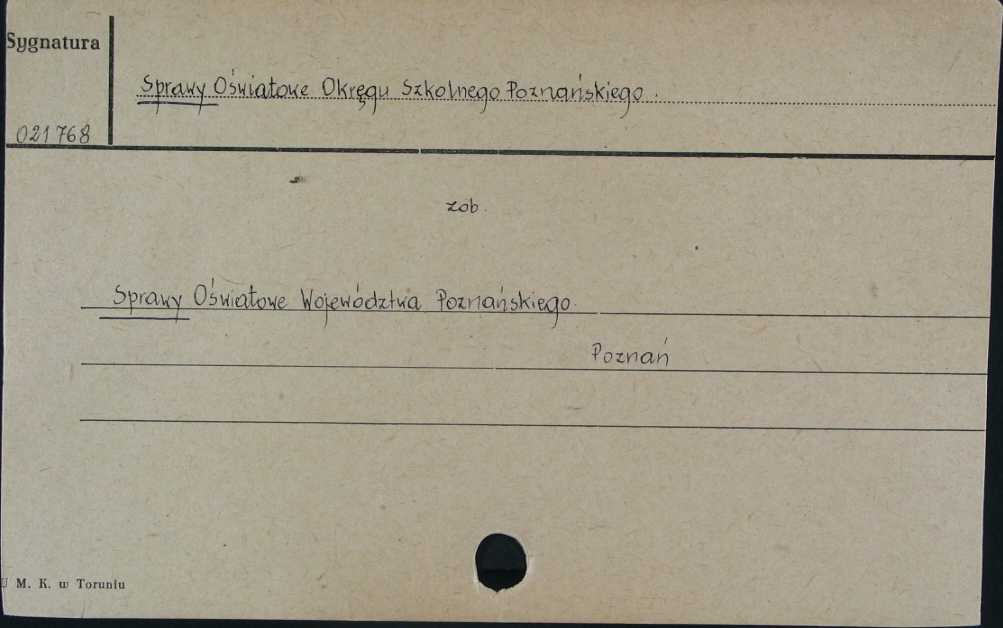 Sygnatura
Sprawy Oświatowe Okręgu Szkolnego Poznańskiego.
021768
zob.
Sprawy Oświatowe Województwa Poznańskiego.
Poznań
U M. K. w Toruniu